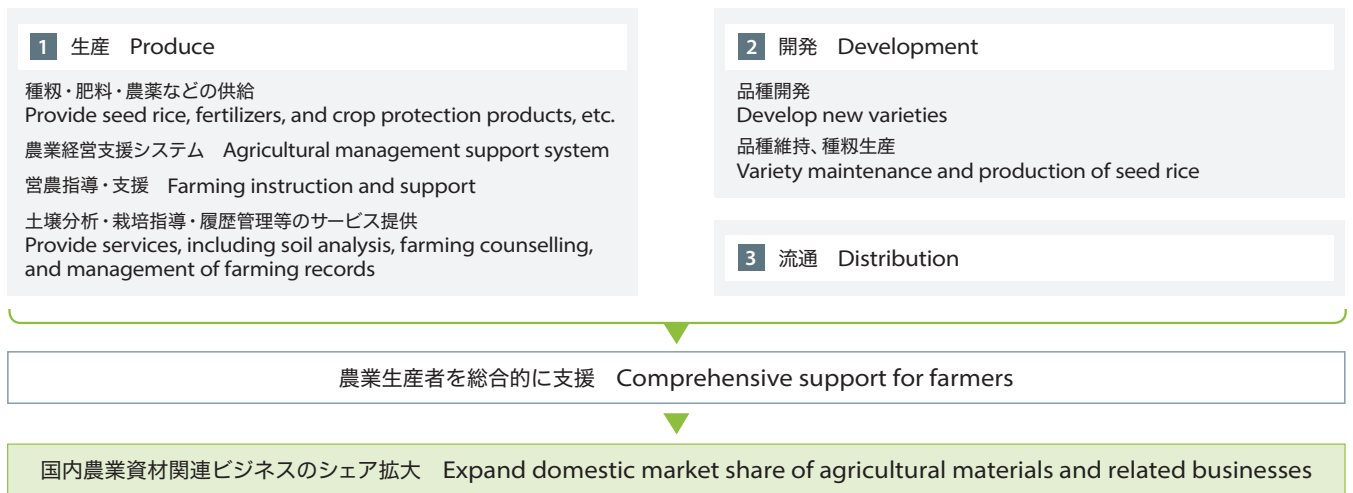 1 生産 Produce
種籾・肥料・農薬などの供給
Provide seed rice, fertilizers, and crop protection products, etc.
農業経営支援システム Agricultural management support system
営農指導・支援 Farming instruction and support
土壌分析・栽培指導・履歴管理等のサービス提供
Provide services, including soil analysis, farming counselling,
and management of farming records
2 開発 Development
品種開発
Develop new varieties
品種維持、種籾生産
Variety maintenance and production of seed rice
3 流通 Distribution
農業生産者を総合的に支援 Comprehensive support for farmers
国内農業資材関連ビジネスのシェア拡大 Expand domestic market share of agricultural materials and related businesses